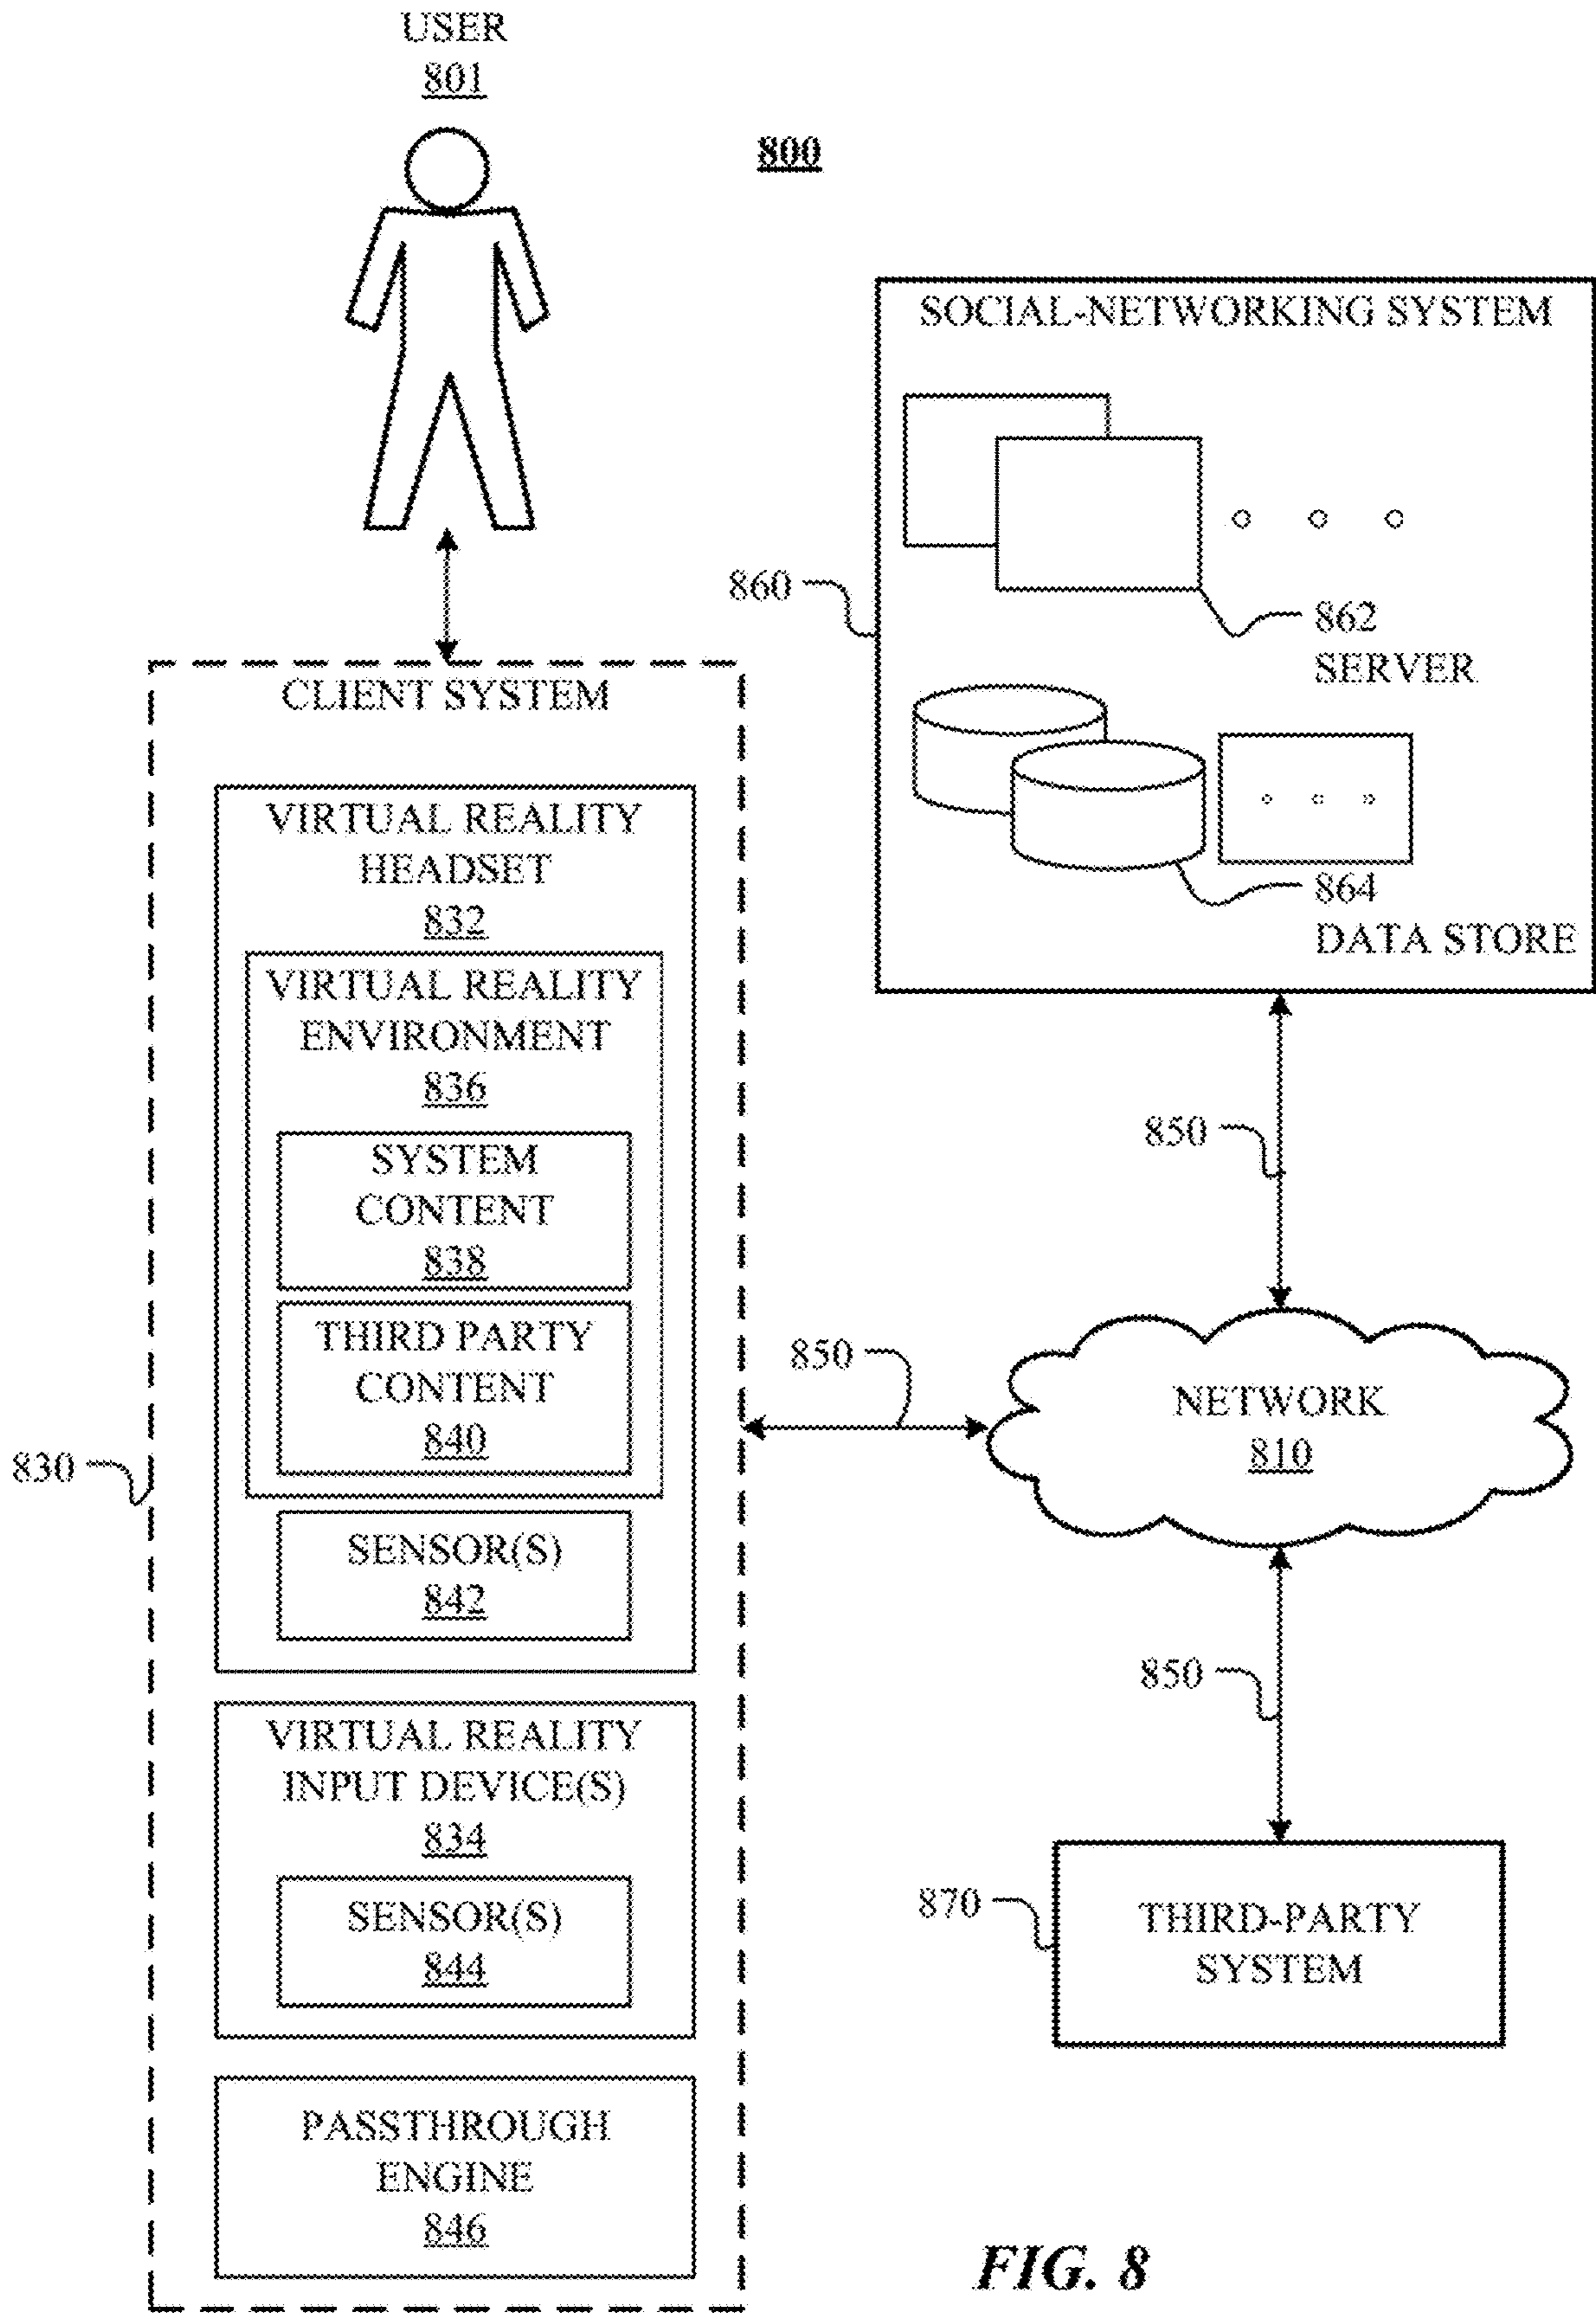 USER
801
800
SOCIAL-NETWORKING SYSTEM
860
862
SERVER
864
DATA STORE
CLIENT SYSTEM
VIRTUAL REALITY
HEADSET
832
VIRTUAL REALITY
ENVIRONMENT
836
SYSTEM
CONTENT
838
THIRD PARTY
CONTENT
840
SENSOR(S)
842
830
VIRTUAL REALITY
INPUT DEVICE(S)
834
SENSOR(S)
844
PASSTHROUGH
ENGINE
846
850
850
NETWORK
810
850
870
THIRD-PARTY
SYSTEM
FIG. 8